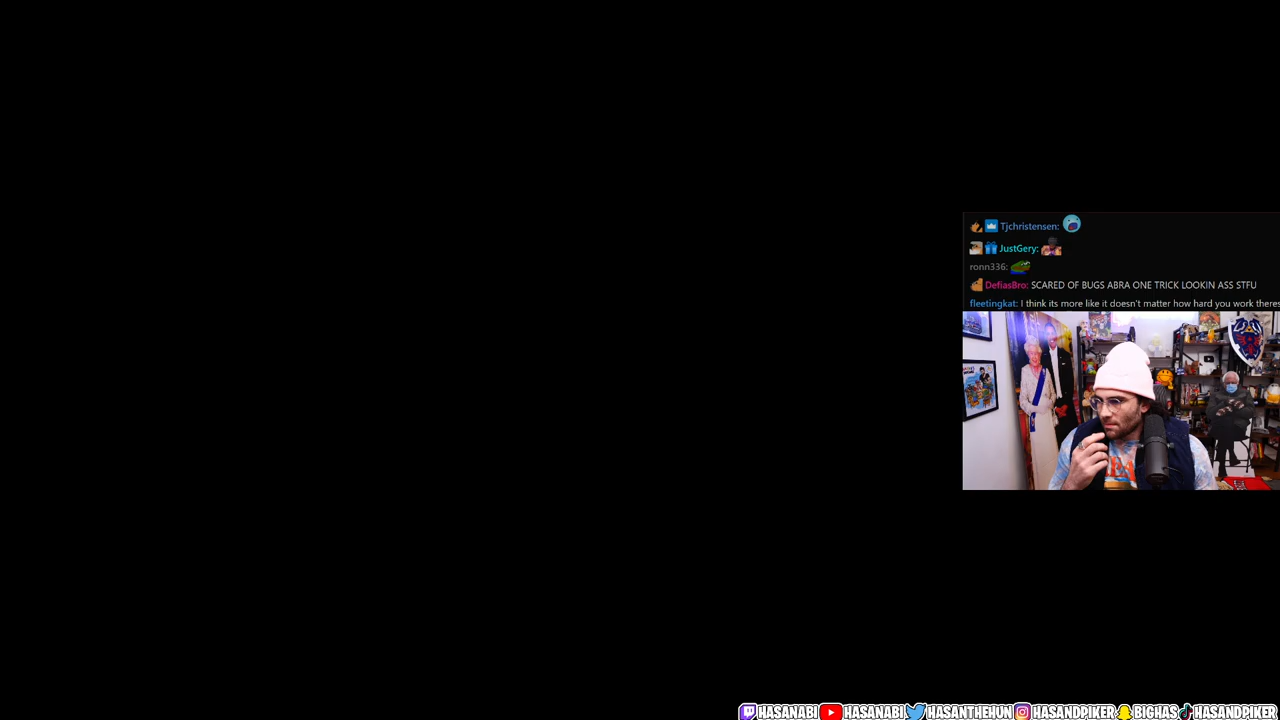 Tjchristensen:
JustGery:
ronn336:
DefiasBro: SCARED OF BUGS ABRA ONE TRICK LOOKIN ASS STFU
fleetingkat: I think its more like it doesn't matter how hard you work theres
HASANABI HASANABI HASANTHEHUN HASANDPIKER BIGHAS HASANDPIKER